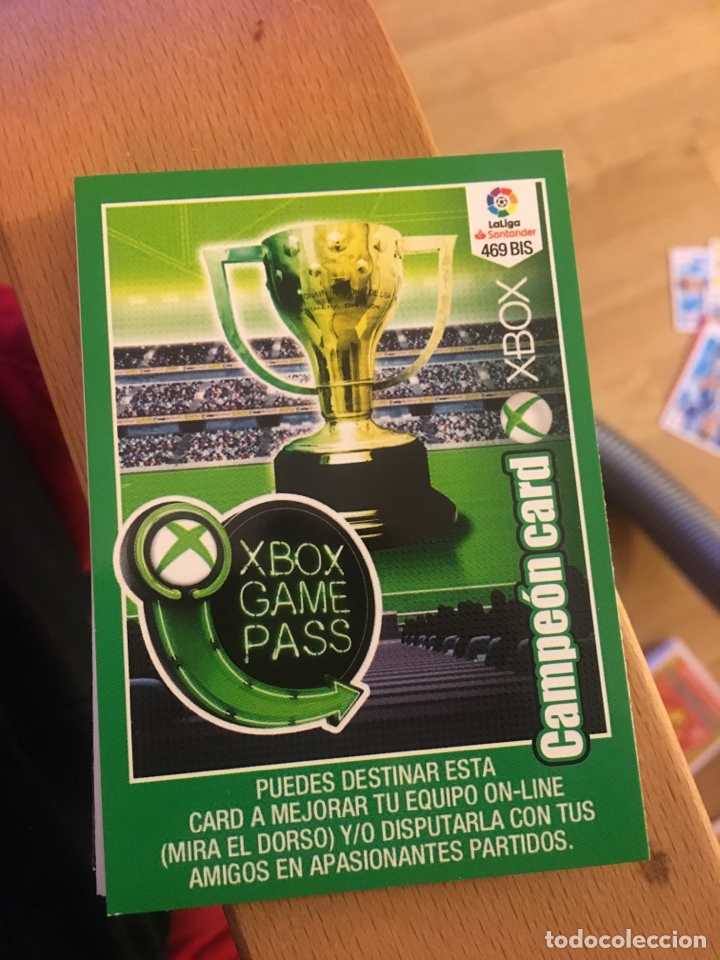 LaLiga
Santander
469 BIS
XBOX
Campeón card
XBOX
GAME
PASS
PUEDES DESTINAR ESTA
CARD A MEJORAR TU EQUIPO ON-LINE
(MIRA EL DORSO) Y/O DISPUTARLA CON TUS
AMIGOS EN APASIONANTES PARTIDOS.
todocoleccion